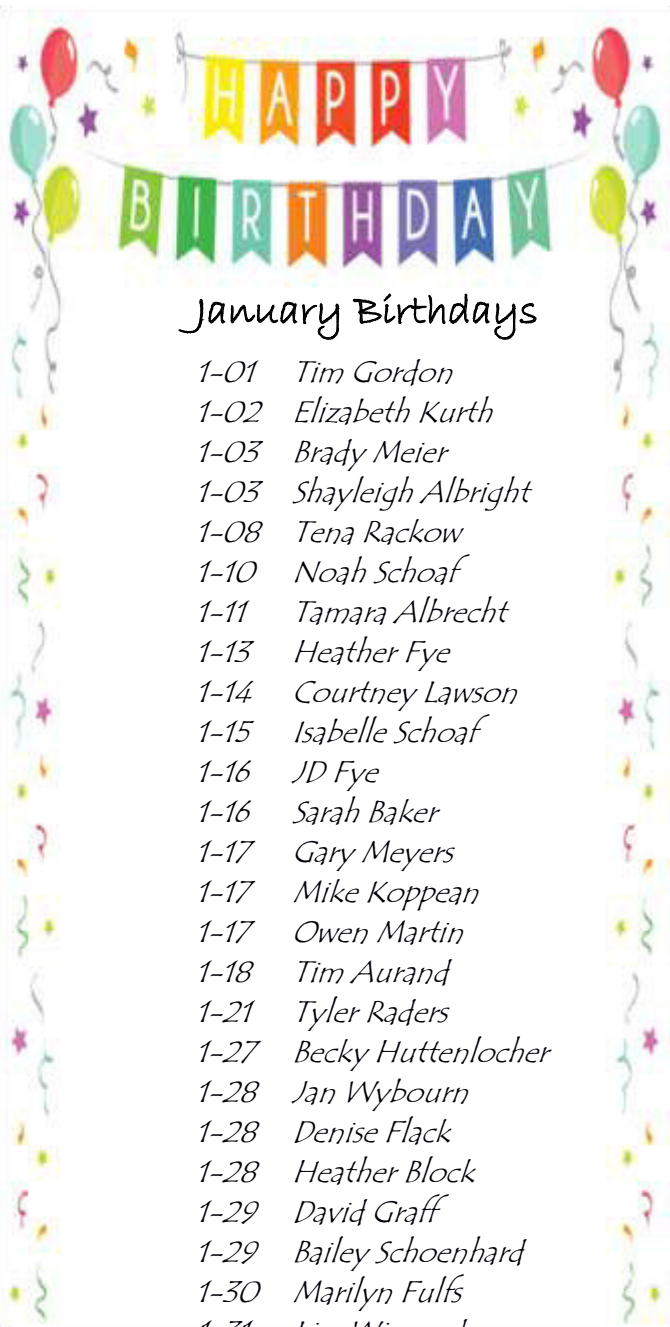 HAPPY
BIRTHDAY
January Birthdays
1-01 Tim Gordon
1-02 Elizabeth Kurth
1-03 Brady Meier
1-03 Shayleigh Albright
1-08 Tena Rackow
1-10 Noah Schoaf
1-11 Tamara Albrecht
1-13 Heather Fye
1-14 Courtney Lawson
1-15 Isabelle Schoaf
1-16 JD Fye
1-16 Sarah Baker
1-17 Gary Meyers
1-17 Mike Koppean
1-17 Owen Martin
1-18 Tim Aurand
1-21 Tyler Raders
1-27 Becky Huttenlocher
1-28 Jan Wybourn
1-28 Denise Flack
1-28 Heather Block
1-29 David Graff
1-29 Bailey Schoenhard
1-30 Marilyn Fulfs
1-31